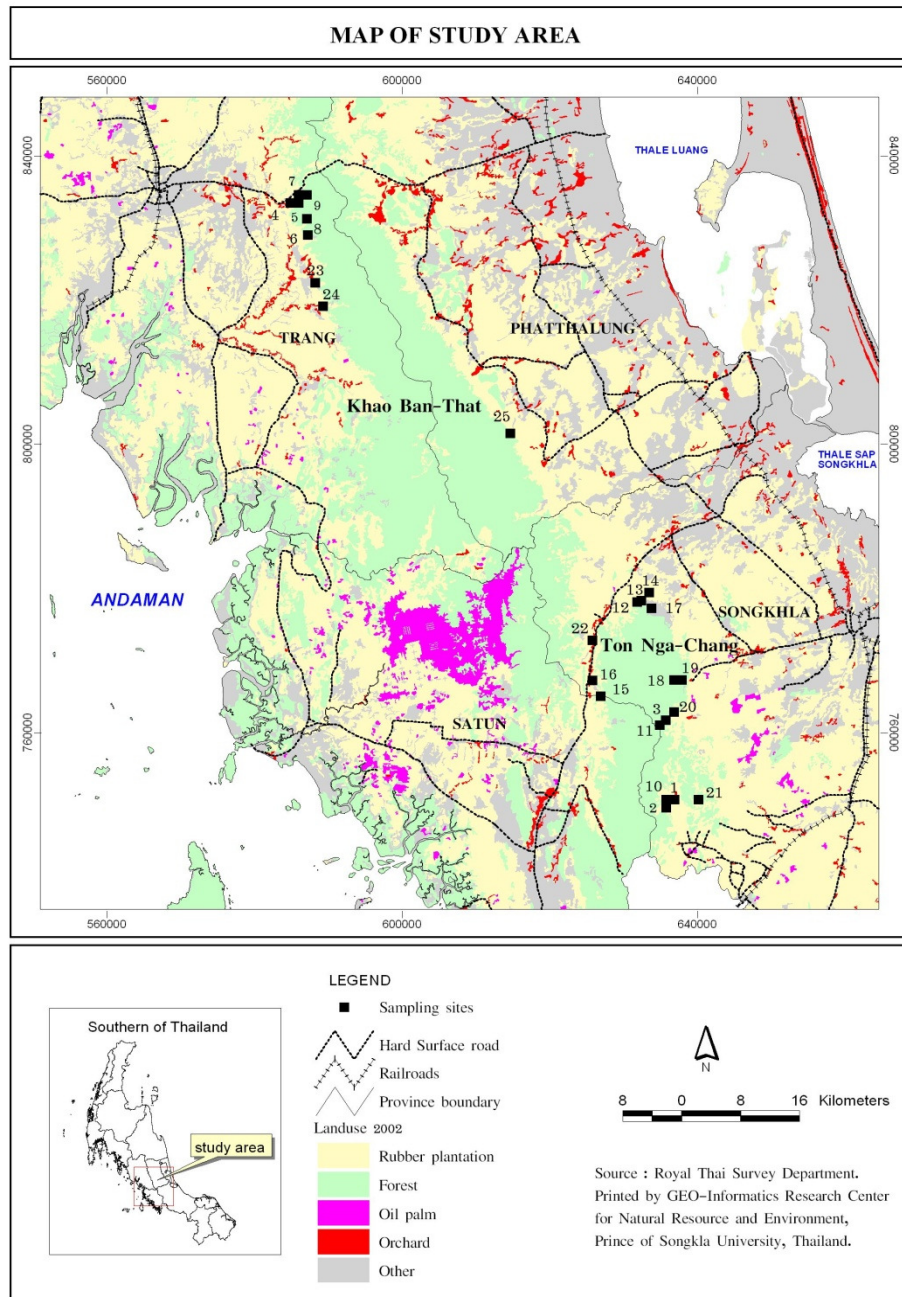 MAP OF STUDY AREA
560000
600000
640000
840000
840000
THALE LUANG
7
4
9
5
8
6
23
24
TRANG
PHATTHALUNG
Khao Ban-That
25
800000
800000
THALE SAP
SONGKHLA
ANDAMAN
14
13
12
17
SONGKHLA
22
Ton Nga-Chang
16
18
19
15
3
20
11
SATUN
760000
10
1
21
2
560000
600000
640000
LEGEND
Sampling sites
Hard Surface road
Railroads
Province boundary
Landuse 2002
Rubber plantation
Forest
Oil palm
Orchard
Other
Southern of Thailand
study area
N
8
0
8
16
Kilometers
Source : Royal Thai Survey Department.
Printed by GEO-Informatics Research Center
for Natural Resource and Environment,
Prince of Songkla University, Thailand.